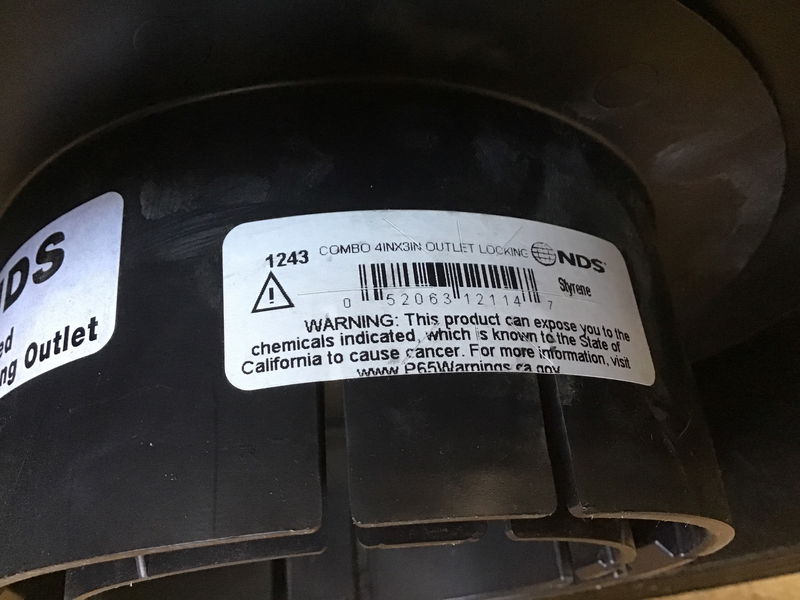 NDS
ng Outlet
1243 COMBO 4INX3IN OUTLET LOCKING NDS
Styrene
0 52063 12114 7
WARNING: This product can expose you to the
chemicals indicated, which is known to the State of
California to cause cancer. For more information, visit
www.P65Warnings.ca.gov